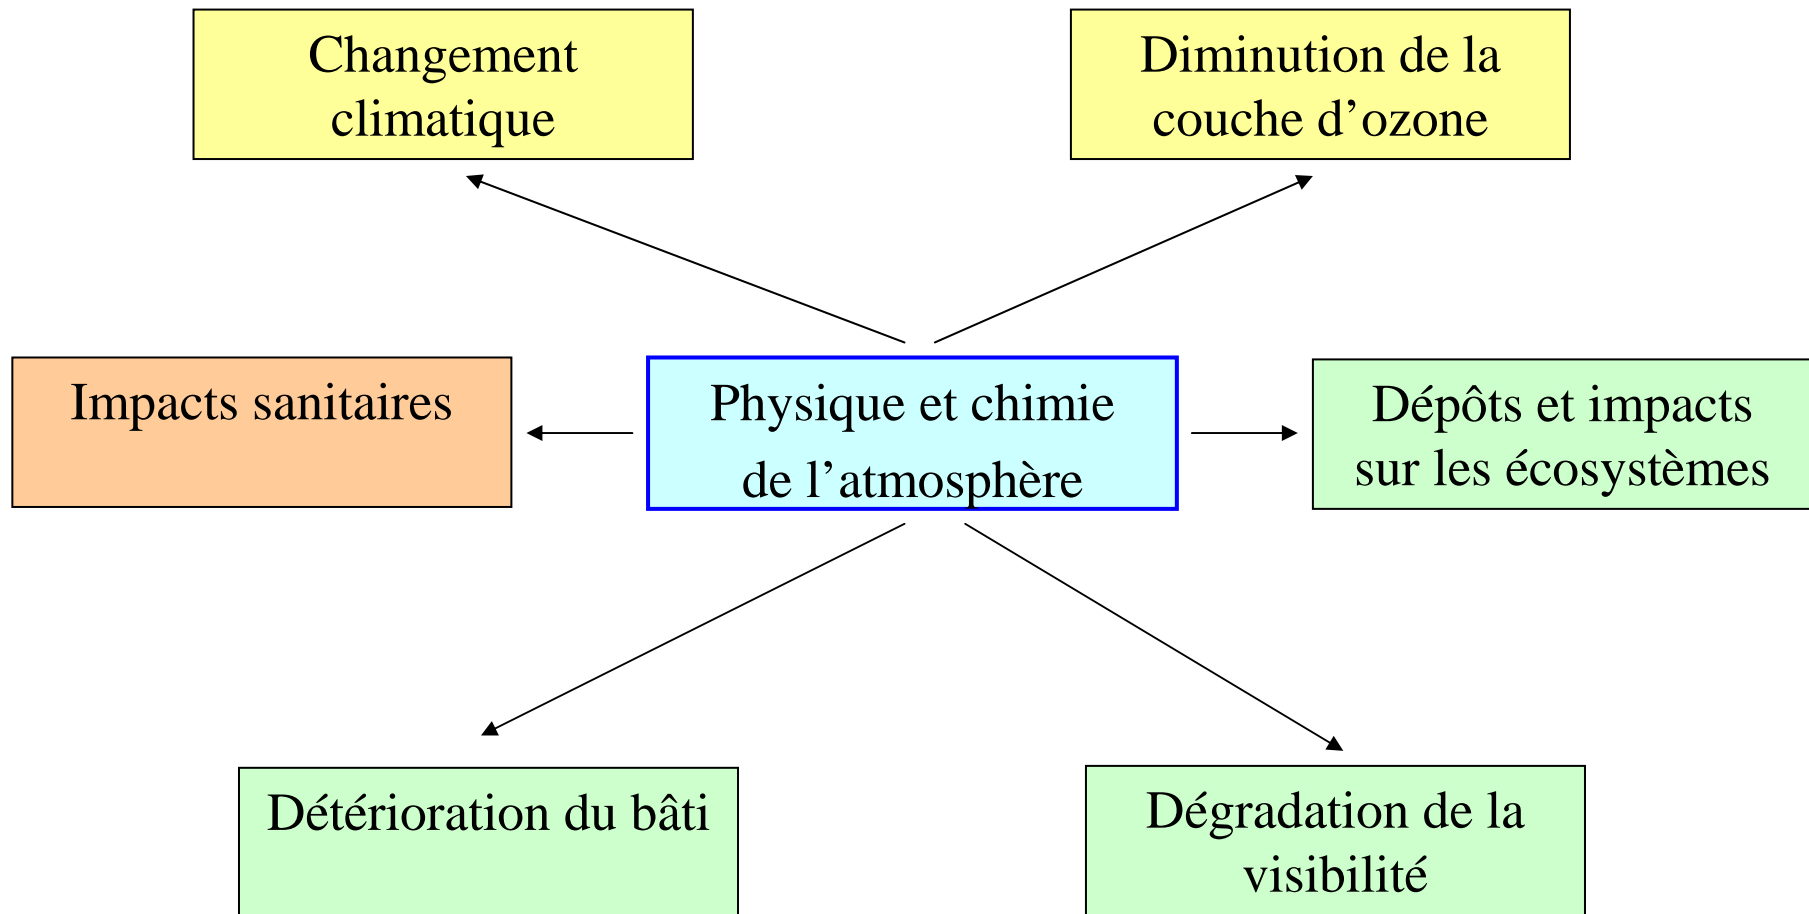 Changement
climatique
Diminution de la
couche d’ozone
Impacts sanitaires
Physique et chimie
de l’atmosphère
Dépôts et impacts
sur les écosystèmes
Détérioration du bâti
Dégradation de la
visibilité